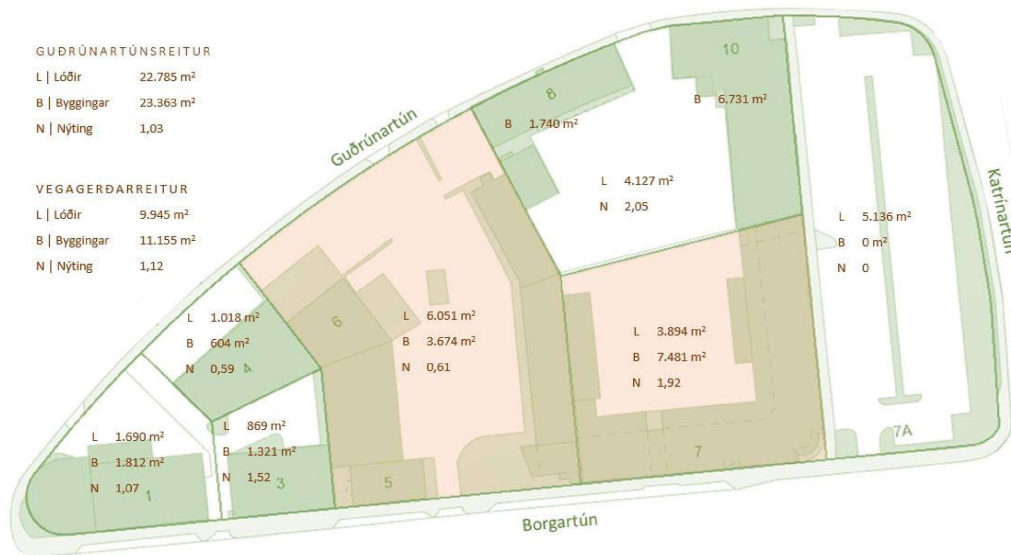 GUÐRÚNARTÚNSREITUR
L | Lóðir 22.785 m²
B | Byggingar 23.363 m²
N | Nýting 1,03
VEGAGERÐARREITUR
L | Lóðir 9.945 m²
B | Byggingar 11.155 m²
N | Nýting 1,12
Guðrúnartún
8
B 1.740 m²
10
B 6.731 m²
L 4.127 m²
N 2,05
L 5.136 m²
B 0 m²
N 0
Katrínartún
L 1.018 m²
B 604 m²
N 0,59
4
6
L 6.051 m²
B 3.674 m²
N 0,61
L 3.894 m²
B 7.481 m²
N 1,92
L 1.690 m²
B 1.812 m²
N 1,07
1
L 869 m²
B 1.321 m²
N 1,52
3
5
7
7A
Borgartún